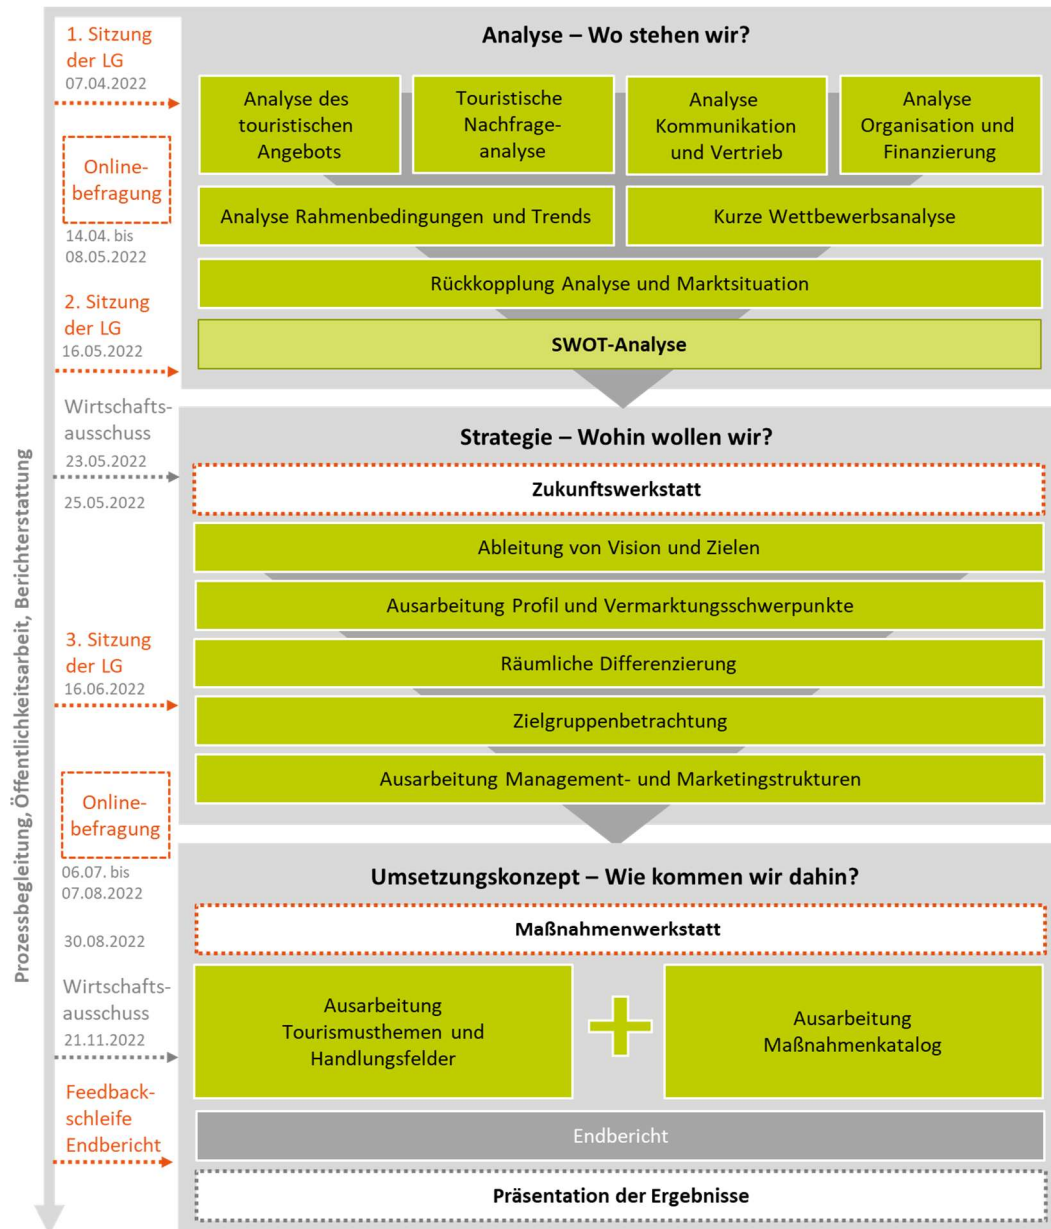 Prozessbegleitung, Öffentlichkeitsarbeit, Berichterstattung
1. Sitzung
der LG
07.04.2022
Online-
befragung
14.04. bis
08.05.2022
2. Sitzung
der LG
16.05.2022
Analyse – Wo stehen wir?
Analyse des
touristischen
Angebots
Touristische
Nachfrage-
analyse
Analyse
Kommunikation
und Vertrieb
Analyse
Organisation und
Finanzierung
Analyse Rahmenbedingungen und Trends
Kurze Wettbewerbsanalyse
Rückkopplung Analyse und Marktsituation
SWOT-Analyse
Wirtschafts-
ausschuss
23.05.2022
25.05.2022
3. Sitzung
der LG
16.06.2022
Online-
befragung
Strategie – Wohin wollen wir?
Zukunftswerkstatt
Ableitung von Vision und Zielen
Ausarbeitung Profil und Vermarktungsschwerpunkte
Räumliche Differenzierung
Zielgruppenbetrachtung
Ausarbeitung Management- und Marketingstrukturen
06.07. bis
07.08.2022
30.08.2022
Wirtschafts-
ausschuss
21.11.2022
Feedback-
schleife
Endbericht
Umsetzungskonzept – Wie kommen wir dahin?
Maßnahmenwerkstatt
Ausarbeitung
Tourismusthemen und
Handlungsfelder
Ausarbeitung
Maßnahmenkatalog
Endbericht
Präsentation der Ergebnisse